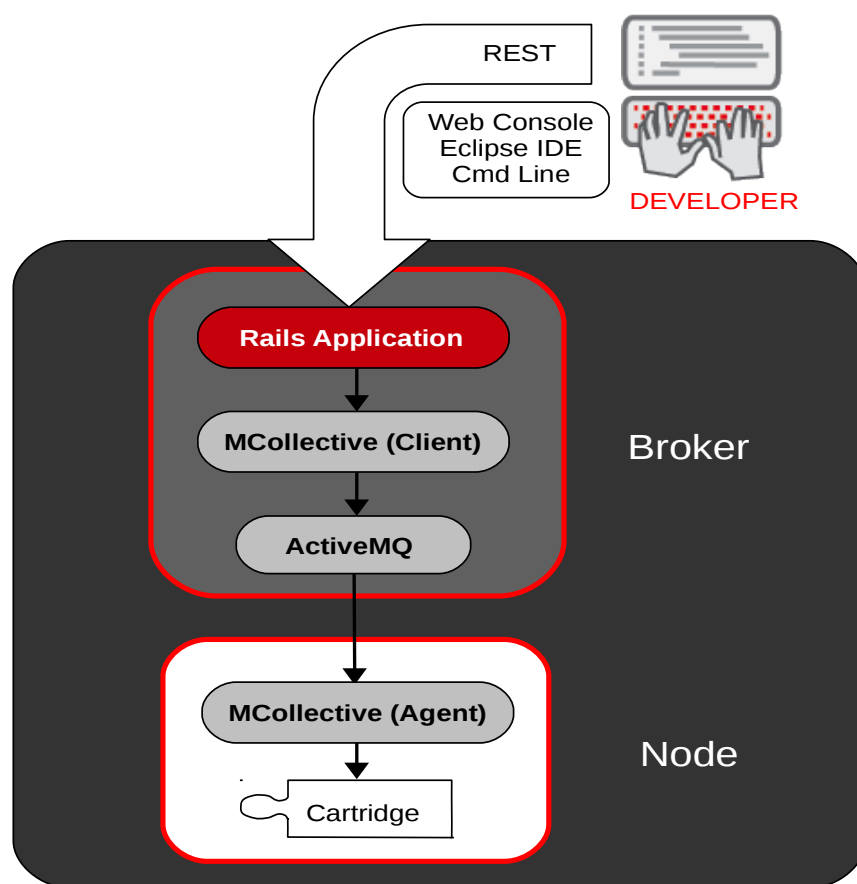 REST
Web Console
Eclipse IDE
Cmd Line
DEVELOPER
Rails Application
MCollective (Client)
Broker
ActiveMQ
MCollective (Agent)
Node
Cartridge